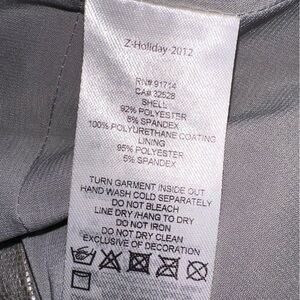 Z-Holiday-2012
RN# 91714
CA# 32528
SHELL
92% POLYESTER
8% SPANDEX
100% POLYURETHANE COATING
LINING
95% POLYESTER
5% SPANDEX
TURN GARMENT INSIDE OUT
HAND WASH COLD SEPARATELY
DO NOT BLEACH
LINE DRY /HANG TO DRY
DO NOT IRON
DO NOT DRY CLEAN
EXCLUSIVE OF DECORATION